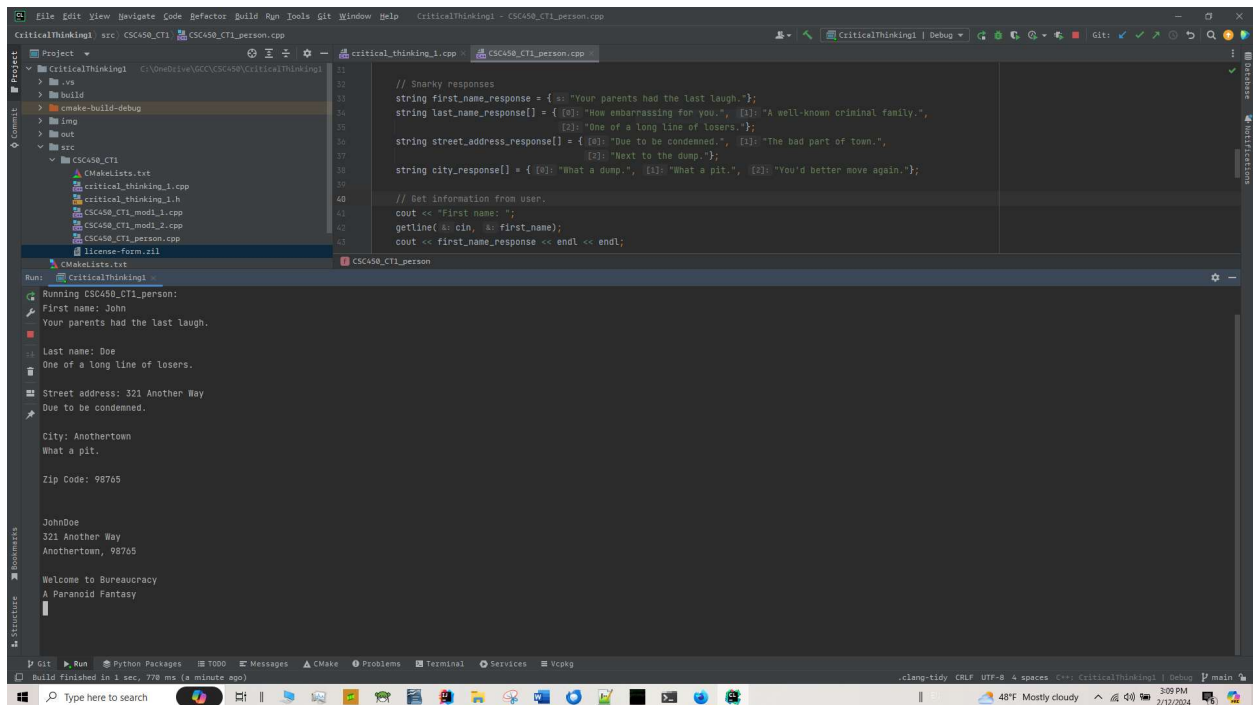 File Edit View Navigate Code Refactor Build Run Tools Git Window Help CriticalThinking1 - CSC450_CT1_person.cpp
CriticalThinking1 src CSC450_CT1 CSC450_CT1_person.cpp CriticalThinking1 | Debug Git:
Project critical_thinking_1.cpp CSC450_CT1_person.cpp
CriticalThinking1 C:\OneDrive\GCC\CSC450\CriticalThinking1
.vs
build
cmake-build-debug
img
out
src
CSC450_CT1
CMakeLists.txt
critical_thinking_1.cpp
critical_thinking_1.h
CSC450_CT1_mod1_1.cpp
CSC450_CT1_mod1_2.cpp
CSC450_CT1_person.cpp
license-form.zil
CMakeLists.txt
31
32 // Snarky responses
33 string first_name_response = { s: "Your parents had the last laugh."};
34 string last_name_response[] = { [0]: "How embarrassing for you.", [1]: "A well-known criminal family.",
35 [2]: "One of a long line of losers."};
36 string street_address_response[] = { [0]: "Due to be condemned.", [1]: "The bad part of town.",
37 [2]: "Next to the dump."};
38 string city_response[] = { [0]: "What a dump.", [1]: "What a pit.", [2]: "You'd better move again."};
39
40 // Get information from user.
41 cout << "First name: ";
42 getline( &: cin, &: first_name);
43 cout << first_name_response << endl << endl;
CSC450_CT1_person
Run: CriticalThinking1
Running CSC450_CT1_person:
First name: John
Your parents had the last laugh.
Last name: Doe
One of a long line of losers.
Street address: 321 Another Way
Due to be condemned.
City: Anothertown
What a pit.
Zip Code: 98765
JohnDoe
321 Another Way
Anothertown, 98765
Welcome to Bureaucracy
A Paranoid Fantasy
Project
Commit
Bookmarks
Structure
Database
Notifications
Git Run Python Packages TODO Messages CMake Problems Terminal Services Vcpkg
Build finished in 1 sec, 770 ms (a minute ago) .clang-tidy CRLF UTF-8 4 spaces C++: CriticalThinking1 | Debug main
Type here to search 48°F Mostly cloudy 3:09 PM
2/12/2024